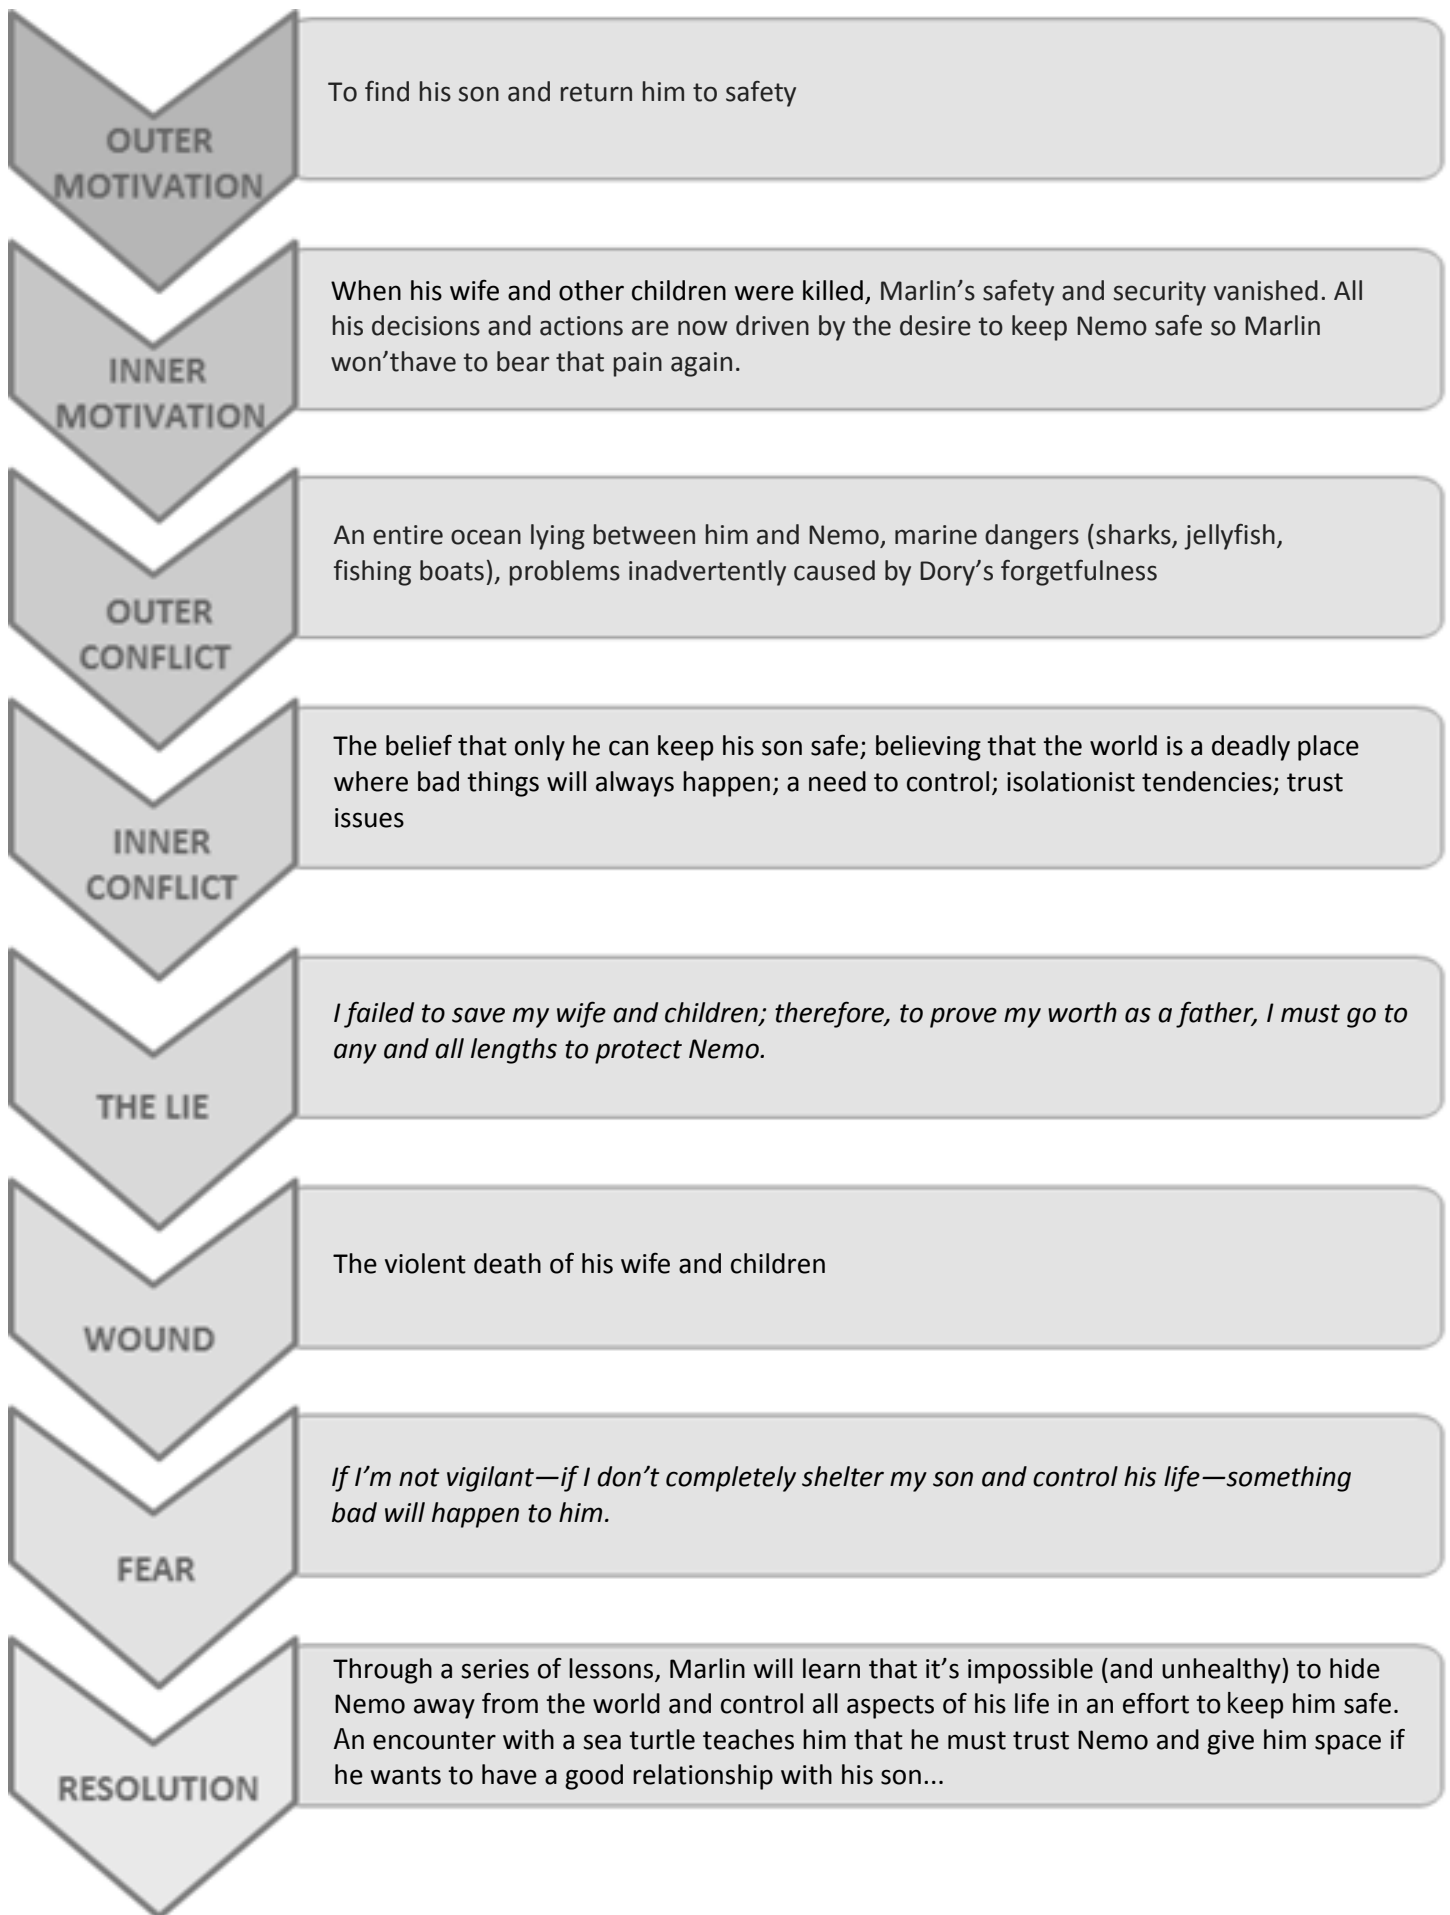 To find his son and return him to safety
OUTER
MOTIVATION
When his wife and other children were killed, Marlin’s safety and security vanished. All
his decisions and actions are now driven by the desire to keep Nemo safe so Marlin
won’thave to bear that pain again.
INNER
MOTIVATION
An entire ocean lying between him and Nemo, marine dangers (sharks, jellyfish,
fishing boats), problems inadvertently caused by Dory’s forgetfulness
OUTER
CONFLICT
The belief that only he can keep his son safe; believing that the world is a deadly place
where bad things will always happen; a need to control; isolationist tendencies; trust
issues
INNER
CONFLICT
I failed to save my wife and children; therefore, to prove my worth as a father, I must go to
any and all lengths to protect Nemo.
THE LIE
The violent death of his wife and children
WOUND
If I’m not vigilant—if I don’t completely shelter my son and control his life—something
bad will happen to him.
FEAR
Through a series of lessons, Marlin will learn that it’s impossible (and unhealthy) to hide
Nemo away from the world and control all aspects of his life in an effort to keep him safe.
An encounter with a sea turtle teaches him that he must trust Nemo and give him space if
he wants to have a good relationship with his son...
RESOLUTION